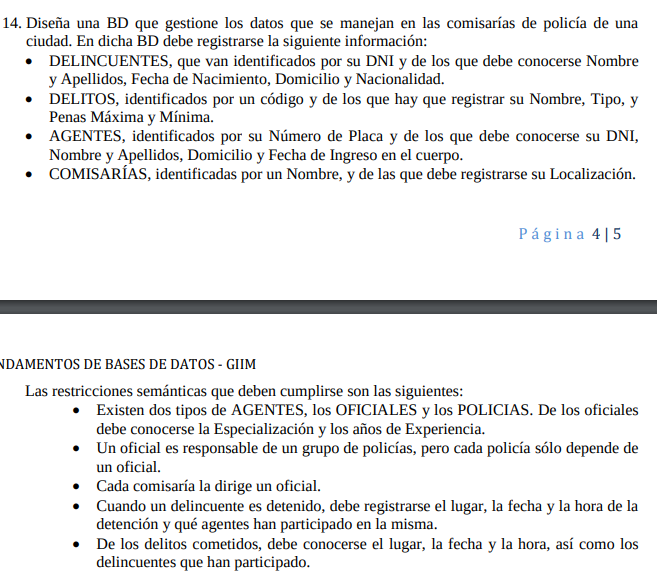 14. Diseña una BD que gestione los datos que se manejan en las comisarías de policía de una
ciudad. En dicha BD debe registrarse la siguiente información:
• DELINCUENTES, que van identificados por su DNI y de los que debe conocerse Nombre
y Apellidos, Fecha de Nacimiento, Domicilio y Nacionalidad.
• DELITOS, identificados por un código y de los que hay que registrar su Nombre, Tipo, y
Penas Máxima y Mínima.
• AGENTES, identificados por su Número de Placa y de los que debe conocerse su DNI,
Nombre y Apellidos, Domicilio y Fecha de Ingreso en el cuerpo.
• COMISARÍAS, identificadas por un Nombre, y de las que debe registrarse su Localización.
Página 4|5
NDAMENTOS DE BASES DE DATOS - GIIM
Las restricciones semánticas que deben cumplirse son las siguientes:
• Existen dos tipos de AGENTES, los OFICIALES y los POLICIAS. De los oficiales
debe conocerse la Especialización y los años de Experiencia.
• Un oficial es responsable de un grupo de policías, pero cada policía sólo depende de
un oficial.
• Cada comisaría la dirige un oficial.
• Cuando un delincuente es detenido, debe registrarse el lugar, la fecha y la hora de la
detención y qué agentes han participado en la misma.
• De los delitos cometidos, debe conocerse el lugar, la fecha y la hora, así como los
delincuentes que han participado.